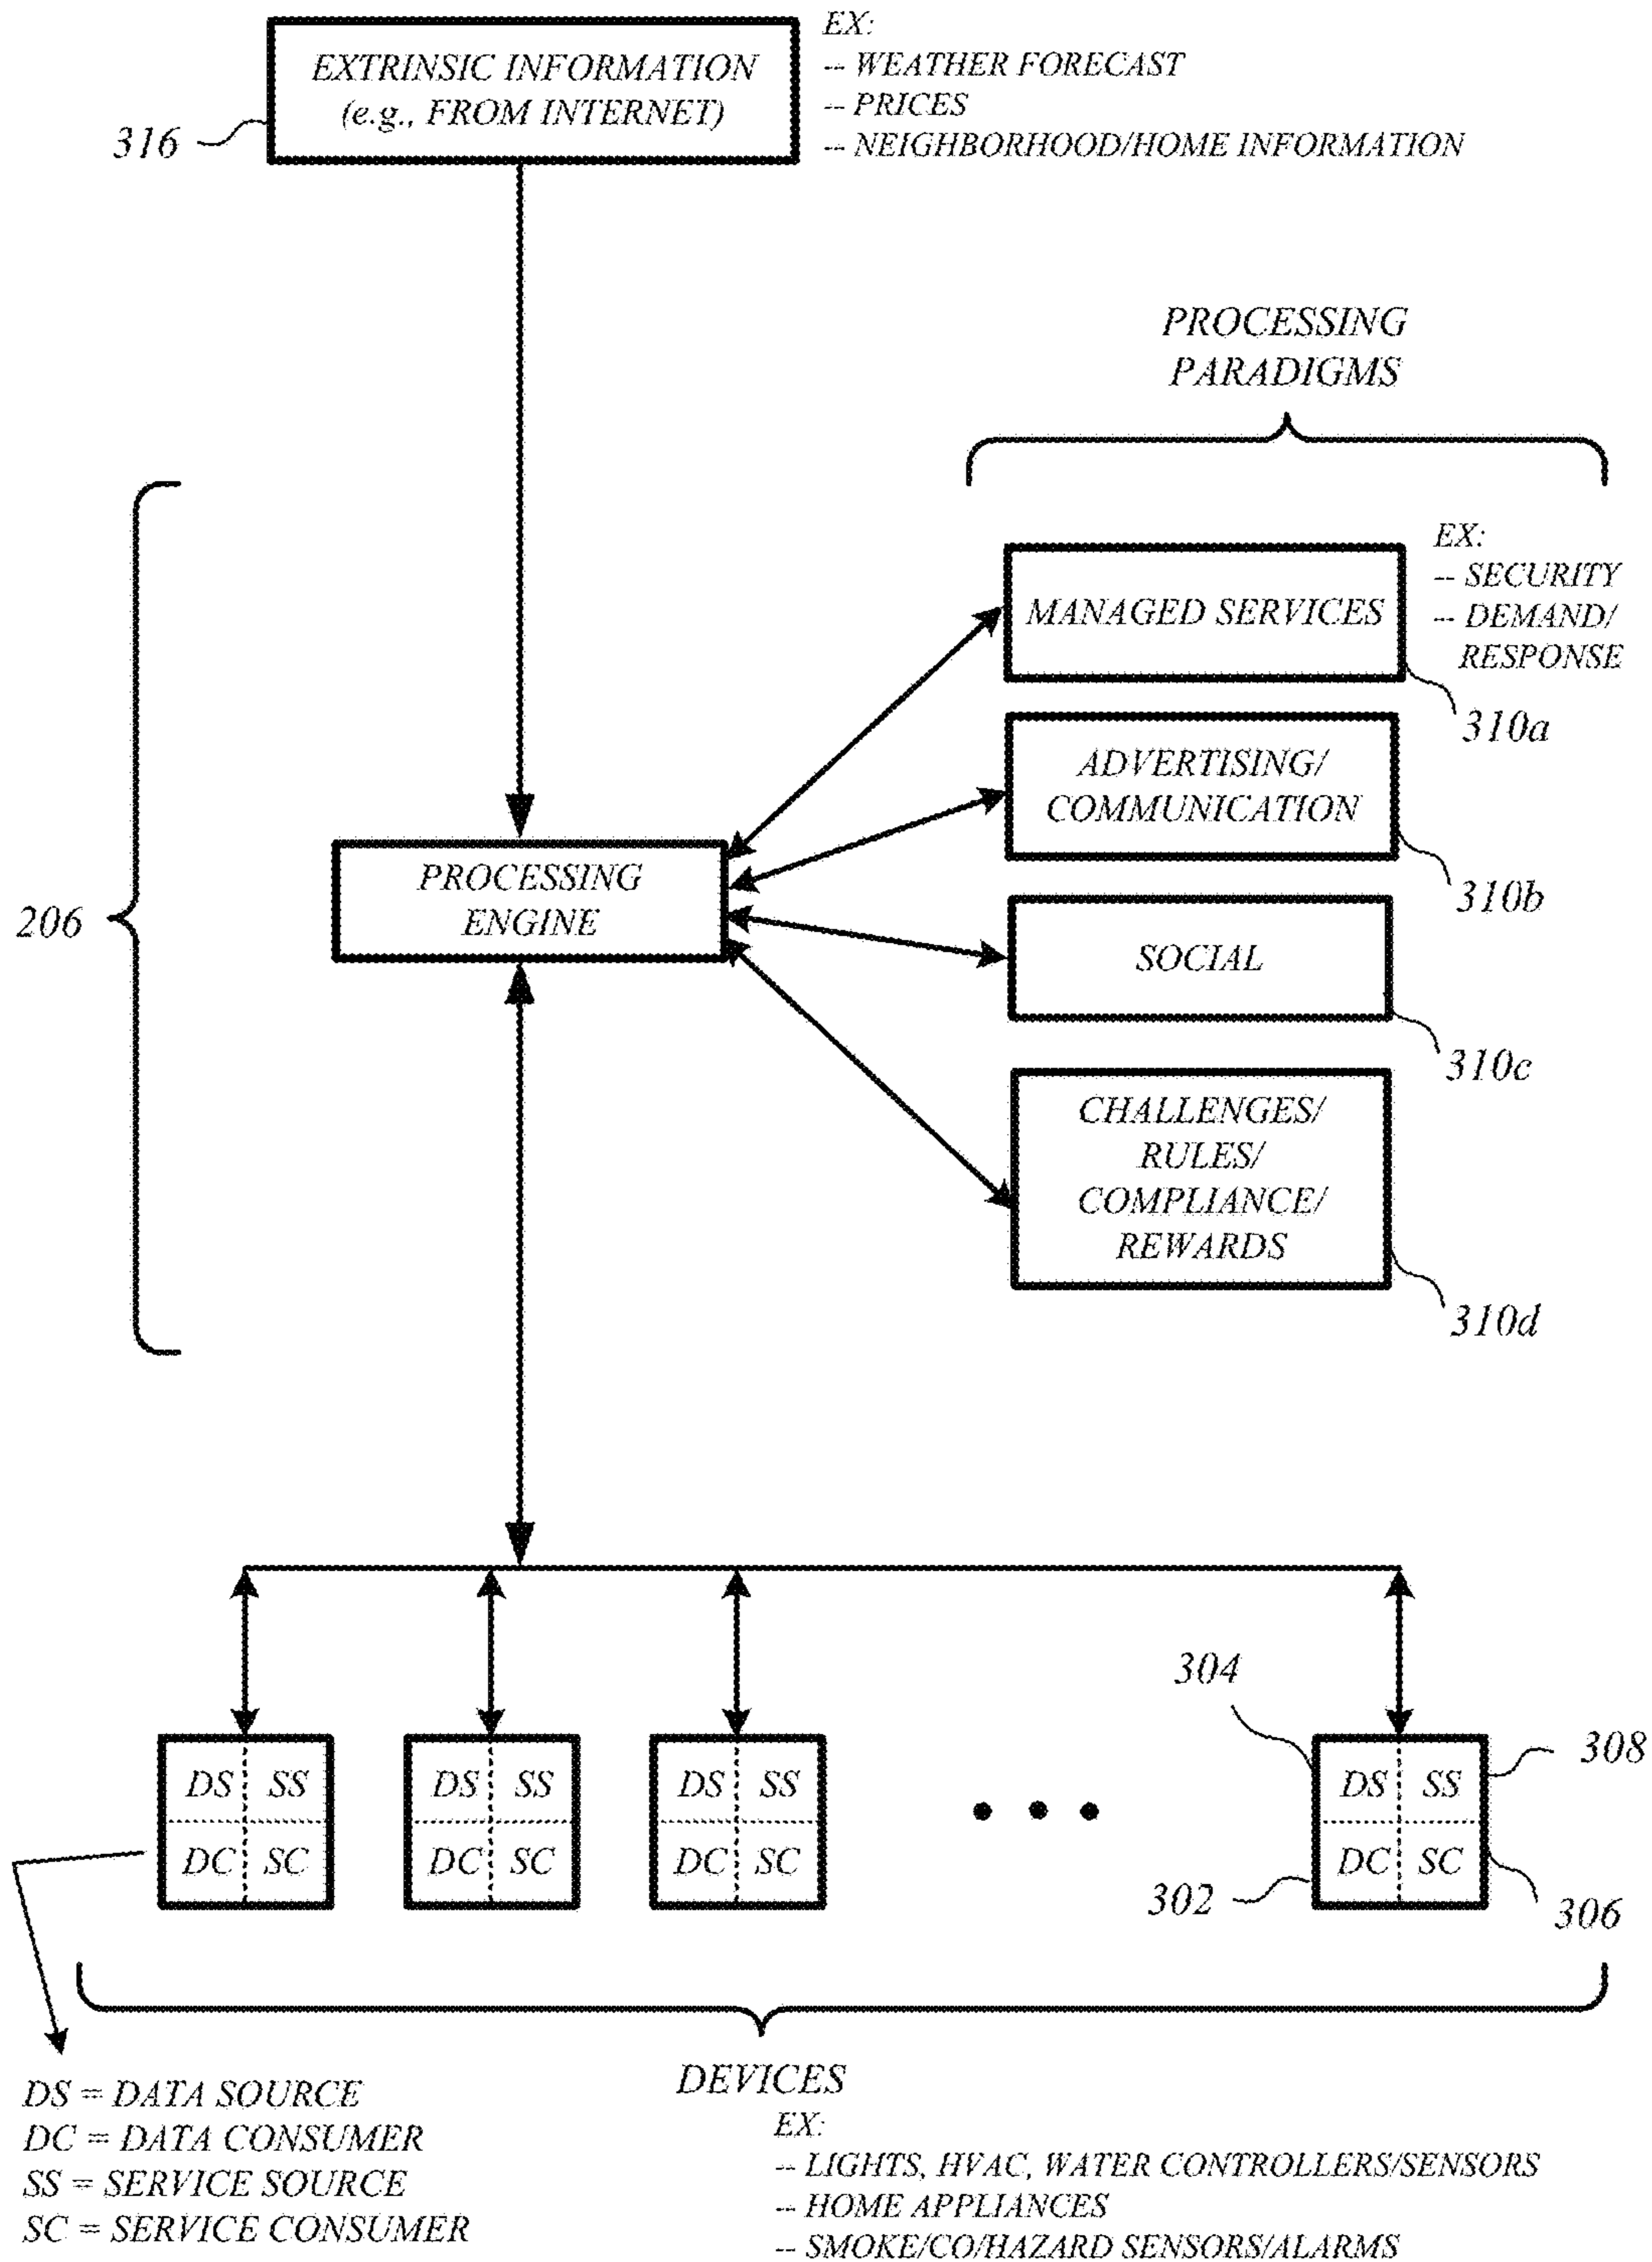 EXTRINSIC INFORMATION
(e.g., FROM INTERNET)
316
EX:
-- WEATHER FORECAST
-- PRICES
-- NEIGHBORHOOD/HOME INFORMATION
PROCESSING
PARADIGMS
MANAGED SERVICES
EX:
-- SECURITY
-- DEMAND/
RESPONSE
310a
ADVERTISING/
COMMUNICATION
310b
PROCESSING
ENGINE
206
SOCIAL
310c
CHALLENGES/
RULES/
COMPLIANCE/
REWARDS
310d
304
308
DS SS
DC SC
DS SS
DC SC
DS SS
DC SC
DS SS
DC SC
302
306
DS = DATA SOURCE
DC = DATA CONSUMER
SS = SERVICE SOURCE
SC = SERVICE CONSUMER
DEVICES
EX:
-- LIGHTS, HVAC, WATER CONTROLLERS/SENSORS
-- HOME APPLIANCES
-- SMOKE/CO/HAZARD SENSORS/ALARMS